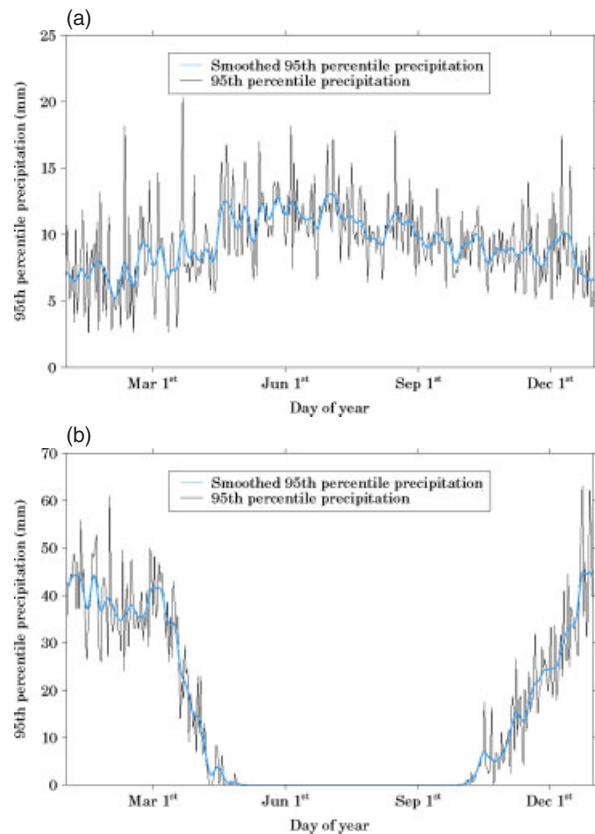 (a)
25
20
15
10
5
0
95th percentile precipitation (mm)
Smoothed 95th percentile precipitation
95th percentile precipitation
Mar 1st
Jun 1st
Sep 1st
Dec 1st
Day of year
(b)
70
60
50
40
30
20
10
0
95th percentile precipitation (mm)
Smoothed 95th percentile precipitation
95th percentile precipitation
Mar 1st
Jun 1st
Sep 1st
Dec 1st
Day of year